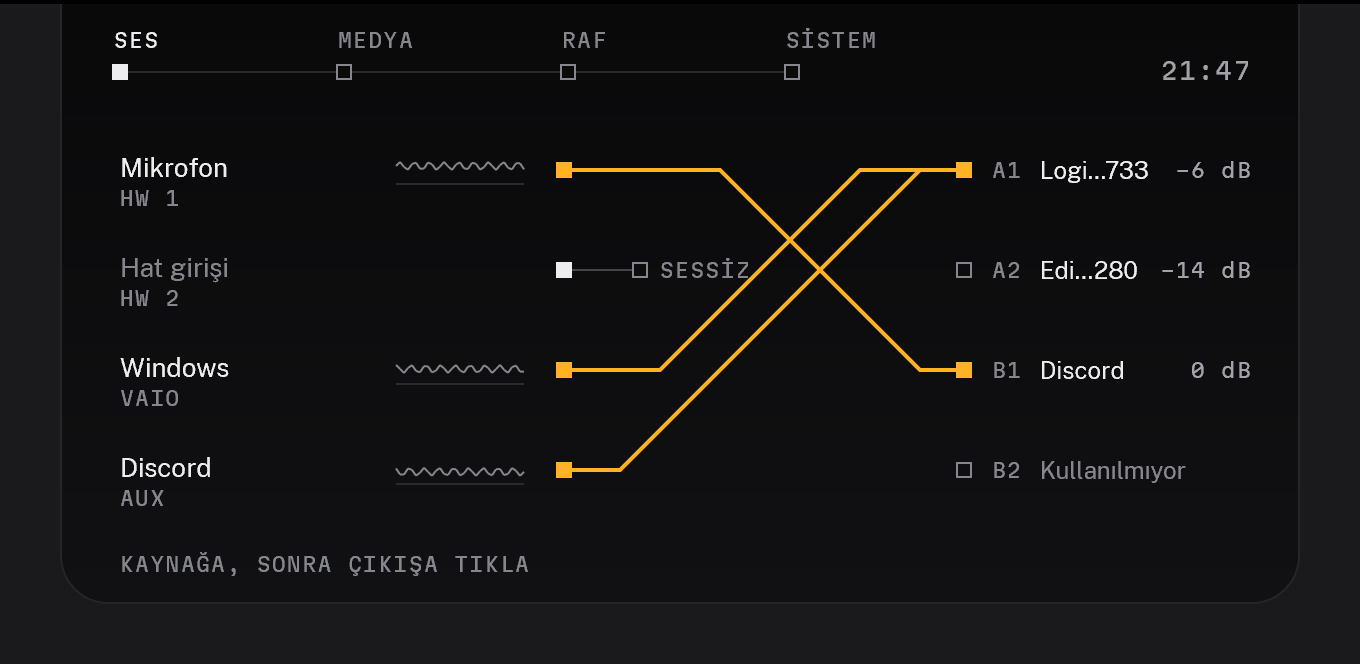 SES MEDYA RAF SİSTEM
21:47
Mikrofon A1 Logi...733 −6 dB
HW 1
Hat girişi SESSİZ A2 Edi...280 −14 dB
HW 2
Windows B1 Discord 0 dB
VAIO
Discord B2 Kullanılmıyor
AUX
KAYNAĞA, SONRA ÇIKIŞA TIKLA